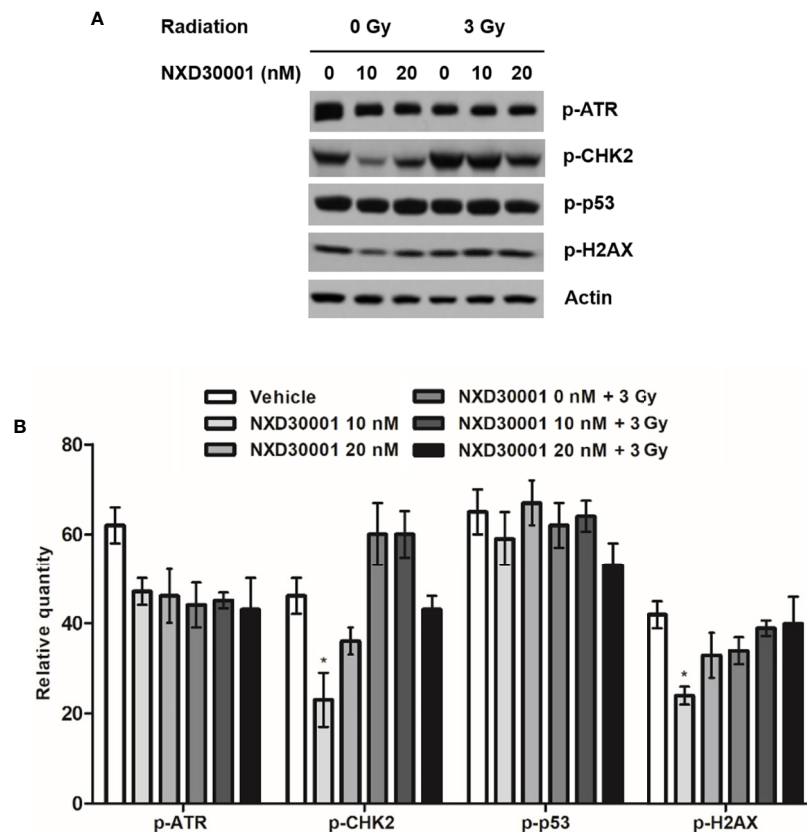 A
Radiation 0 Gy 3 Gy
NXD30001 (nM) 0 10 20 0 10 20
p-ATR
p-CHK2
p-p53
p-H2AX
Actin
B
Vehicle NXD30001 0 nM + 3 Gy
NXD30001 10 nM NXD30001 10 nM + 3 Gy
NXD30001 20 nM NXD30001 20 nM + 3 Gy
Relative quantity
80
60
40
20
0
*
*
p-ATR p-CHK2 p-p53 p-H2AX